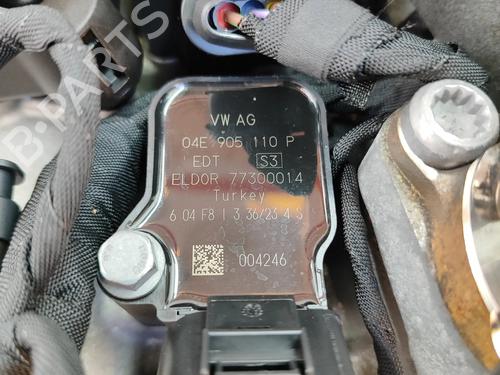 VW AG
04E 905 110 P
EDT S3
ELDOR 77300014
Turkey
6 04 F8 1 3 36/23 4 S
004246
B-PARTS